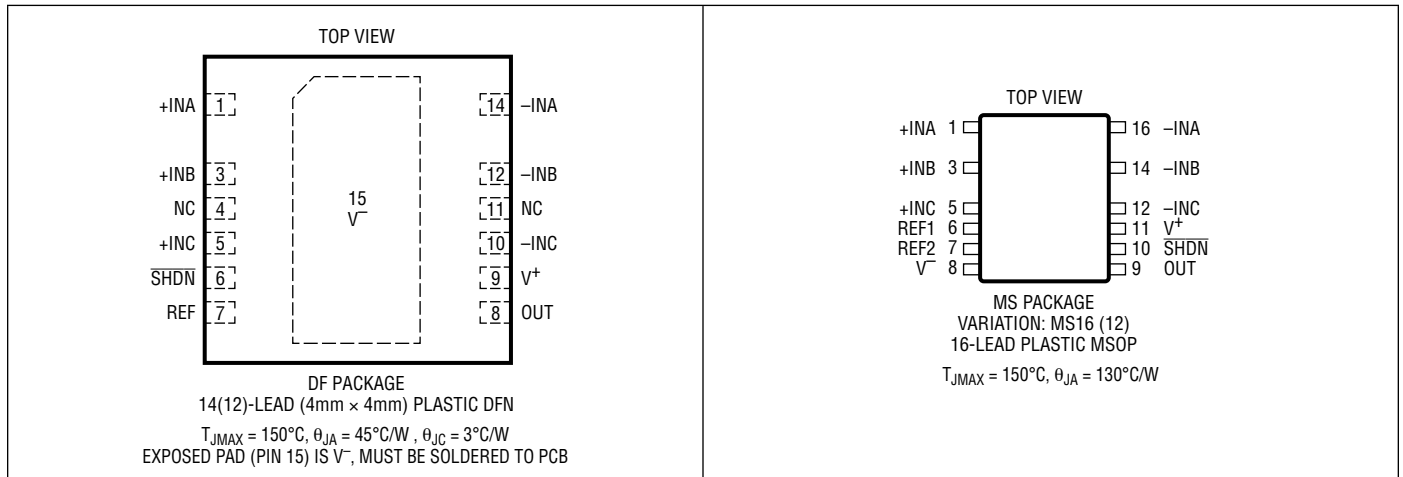 TOP VIEW
+INA 1 14 –INA
+INB 3 12 –INB
NC 4 11 NC
15
V–
+INC 5 10 –INC
SHDN 6 9 V+
REF 7 8 OUT
DF PACKAGE
14(12)-LEAD (4mm × 4mm) PLASTIC DFN
TJMAX = 150°C, θJA = 45°C/W , θJC = 3°C/W
EXPOSED PAD (PIN 15) IS V–, MUST BE SOLDERED TO PCB
TOP VIEW
+INA 1 16 –INA
+INB 3 14 –INB
+INC 5 12 –INC
REF1 6 11 V+
REF2 7 10 SHDN
V– 8 9 OUT
MS PACKAGE
VARIATION: MS16 (12)
16-LEAD PLASTIC MSOP
TJMAX = 150°C, θJA = 130°C/W